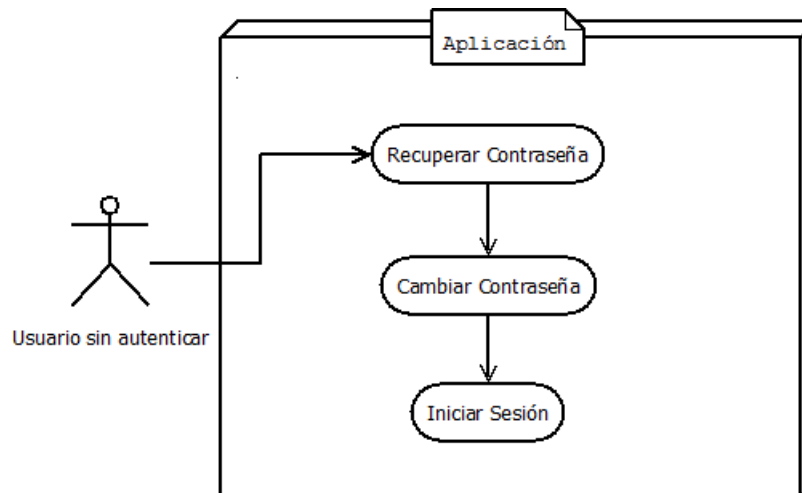 Aplicación
Recuperar Contraseña
Cambiar Contraseña
Usuario sin autenticar
Iniciar Sesión